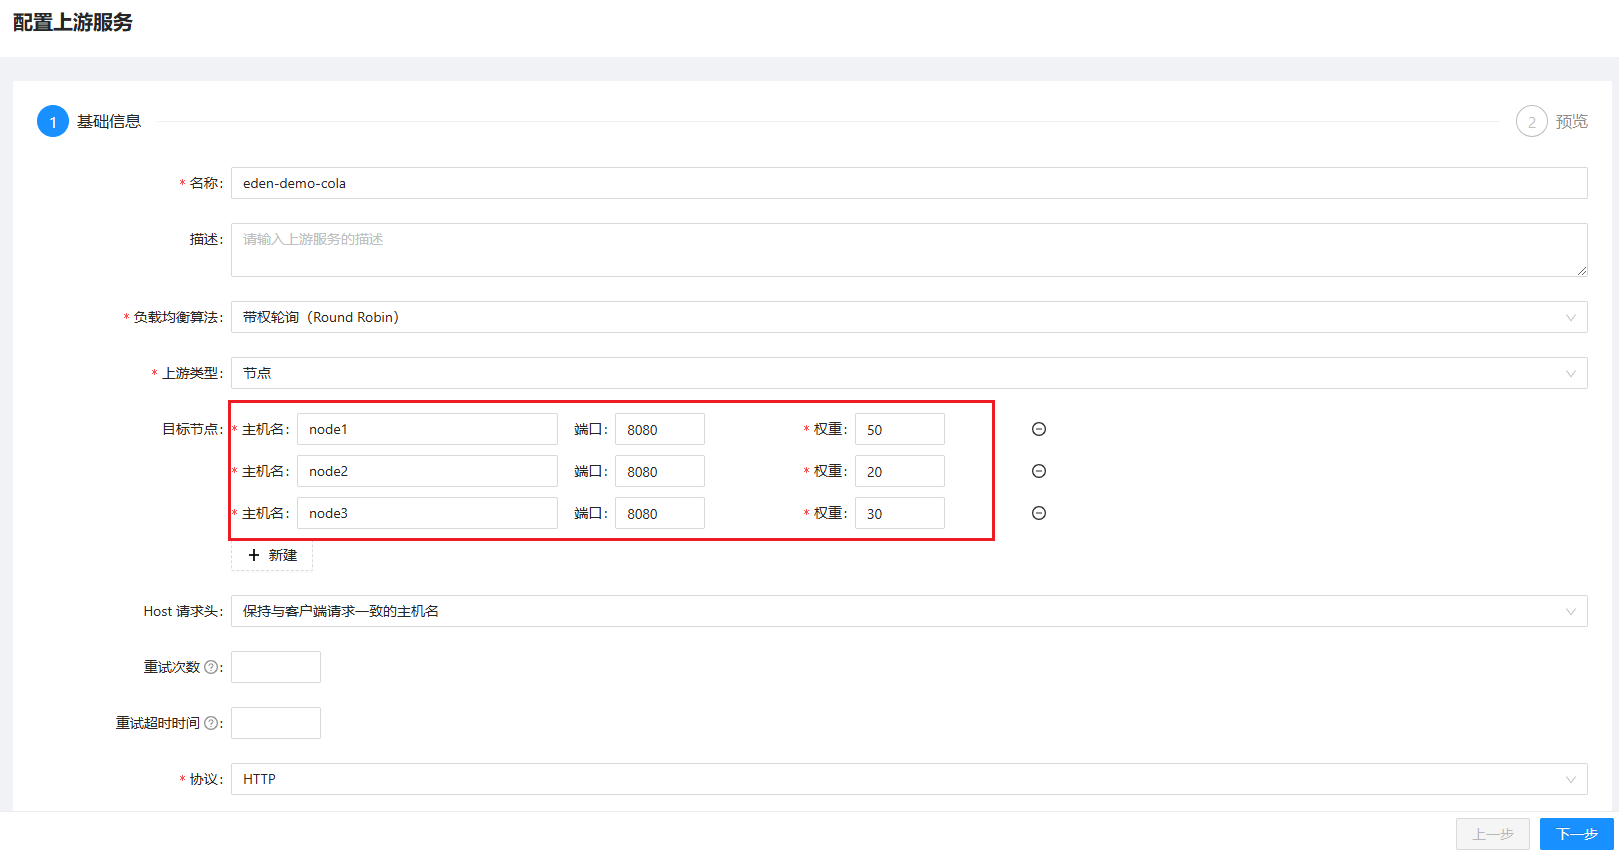 配置上游服务
1 基础信息 2 预览
* 名称: eden-demo-cola
描述: 请输入上游服务的描述
* 负载均衡算法: 带权轮询（Round Robin）
* 上游类型: 节点
目标节点: * 主机名: node1 端口: 8080 * 权重: 50
* 主机名: node2 端口: 8080 * 权重: 20
* 主机名: node3 端口: 8080 * 权重: 30
+ 新建
Host 请求头: 保持与客户端请求一致的主机名
重试次数 ? :
重试超时时间 ? :
* 协议: HTTP
上一步 下一步